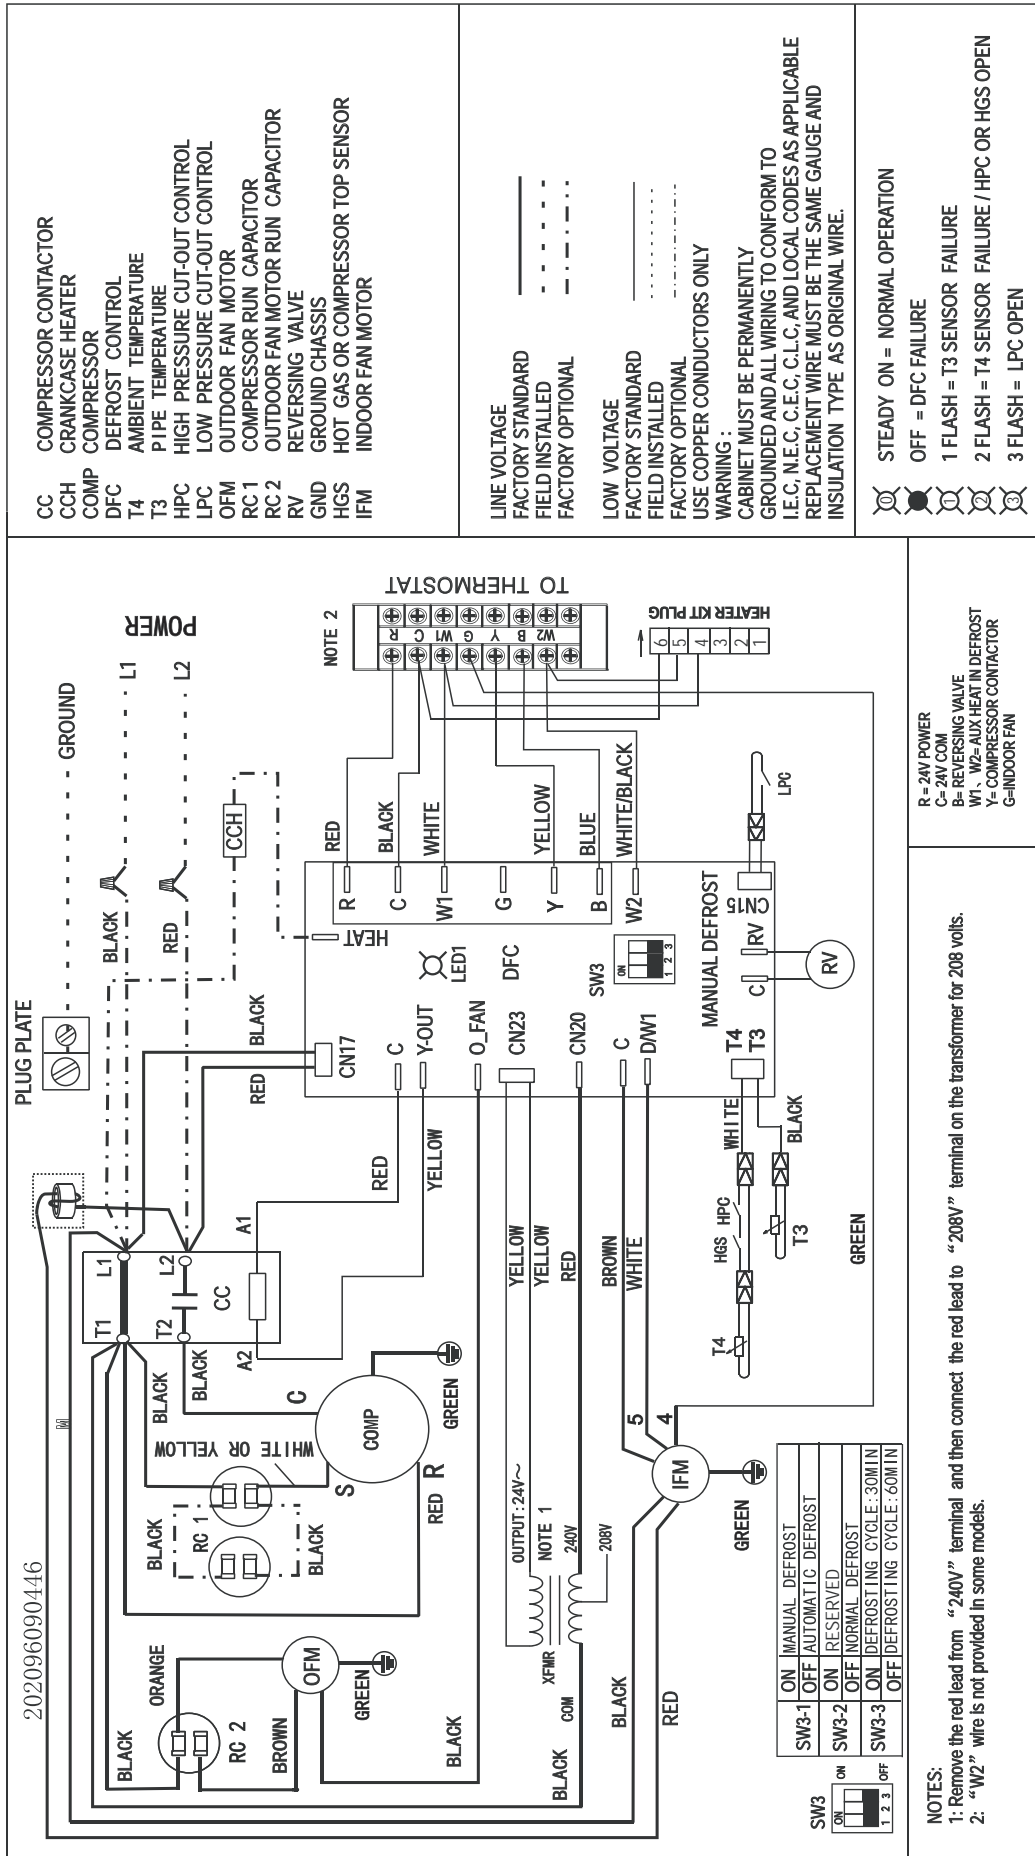 CC COMPRESSOR CONTACTOR
CCH CRANKCASE HEATER
COMP COMPRESSOR
DFC DEFROST CONTROL
T4 AMBIENT TEMPERATURE
T3 PIPE TEMPERATURE
HPC HIGH PRESSURE CUT-OUT CONTROL
LPC LOW PRESSURE CUT-OUT CONTROL
OFM OUTDOOR FAN MOTOR
RC 1 COMPRESSOR RUN CAPACITOR
RC 2 OUTDOOR FAN MOTOR RUN CAPACITOR
RV REVERSING VALVE
GND GROUND CHASSIS
HGS HOT GAS OR COMPRESSOR TOP SENSOR
IFM INDOOR FAN MOTOR
LINE VOLTAGE
FACTORY STANDARD
FIELD INSTALLED
FACTORY OPTIONAL
LOW VOLTAGE
FACTORY STANDARD
FIELD INSTALLED
FACTORY OPTIONAL
USE COPPER CONDUCTORS ONLY
WARNING :
CABINET MUST BE PERMANENTLY
GROUNDED AND ALL WIRING TO CONFORM TO
I.E.C, N.E.C, C.E.C, C.L.C, AND LOCAL CODES AS APPLICABLE
REPLACEMENT WIRE MUST BE THE SAME GAUGE AND
INSULATION TYPE AS ORIGINAL WIRE.
0 STEADY ON = NORMAL OPERATION
OFF = DFC FAILURE
1 1 FLASH = T3 SENSOR FAILURE
2 2 FLASH = T4 SENSOR FAILURE / HPC OR HGS OPEN
3 3 FLASH = LPC OPEN
202096090446
PLUG PLATE
GROUND
POWER
L1
L2
BLACK
RED
CCH
BLACK
RED
HEAT
CN17
L1
L2
T1
T2
CC
A1
A2
BLACK
BLACK
C
WHITE OR YELLOW
COMP
S
R
RED
GREEN
BLACK
RC 1
BLACK
ORANGE
BLACK
RC 2
BROWN
OFM
GREEN
BLACK
RED
YELLOW
C
Y-OUT
O_FAN
CN23
CN20
C
D/W1
LED1
DFC
SW3
ON
1 2 3
MANUAL DEFROST
T4
T3
C
RV
RV
CN15
LPC
R
C
W1
G
Y
B
W2
RED
BLACK
WHITE
YELLOW
BLUE
WHITE/BLACK
NOTE 2
TO THERMOSTAT
R
C
W1
G
Y
B
W2
HEATER KIT PLUG
6
5
4
3
2
1
YELLOW
YELLOW
RED
BROWN
WHITE
OUTPUT:24V~
NOTE 1
240V
208V
XFMR
COM
BLACK
BLACK
RED
5
4
IFM
GREEN
WHITE
BLACK
HPC
HGS
T4
T3
GREEN
SW3
ON
ON
OFF
1 2 3
SW3-1 ON MANUAL DEFROST
OFF AUTOMATIC DEFROST
SW3-2 ON RESERVED
OFF NORMAL DEFROST
SW3-3 ON DEFROSTING CYCLE:30MIN
OFF DEFROSTING CYCLE:60MIN
R = 24V POWER
C= 24V COM
B= REVERSING VALVE
W1、W2= AUX HEAT IN DEFROST
Y= COMPRESSOR CONTACTOR
G=INDOOR FAN
NOTES:
1: Remove the red lead from “240V” terminal and then connect the red lead to “208V” terminal on the transformer for 208 volts.
2: “W2” wire is not provided in some models.